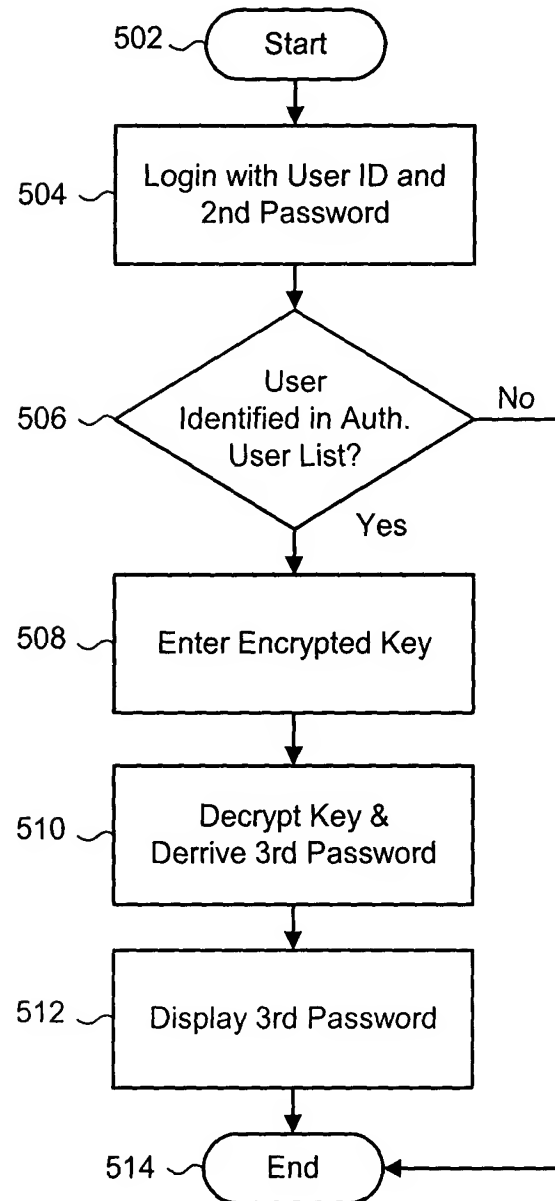 502
Start
504
Login with User ID and
2nd Password
506
User
Identified in Auth.
User List?
No
Yes
508
Enter Encrypted Key
510
Decrypt Key &
Derrive 3rd Password
512
Display 3rd Password
514
End